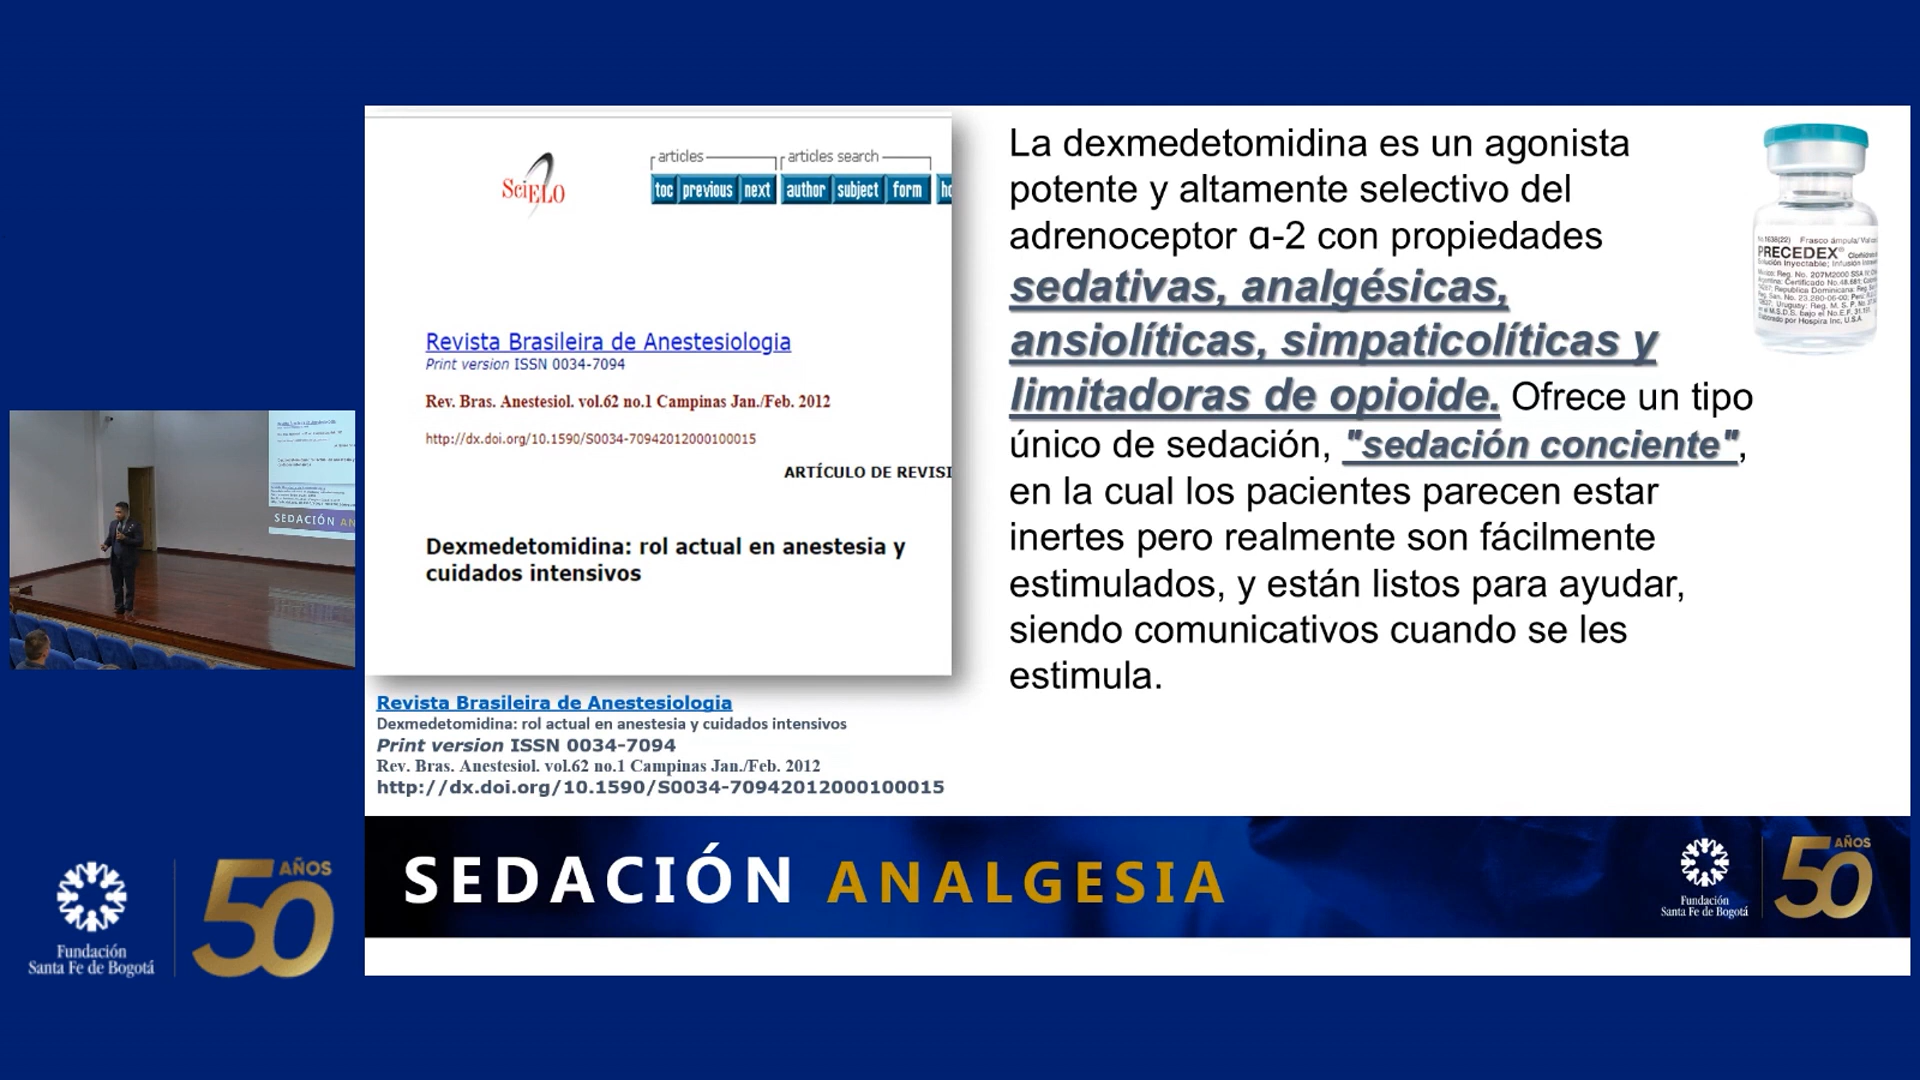 articles
articles search
toc previous next author subject form
SciELO
Revista Brasileira de Anestesiologia
Print version ISSN 0034-7094
Rev. Bras. Anestesiol. vol.62 no.1 Campinas Jan./Feb. 2012
http://dx.doi.org/10.1590/S0034-70942012000100015
ARTÍCULO DE REVISI
Dexmedetomidina: rol actual en anestesia y
cuidados intensivos
Revista Brasileira de Anestesiologia
Dexmedetomidina: rol actual en anestesia y cuidados intensivos
Print version ISSN 0034-7094
Rev. Bras. Anestesiol. vol.62 no.1 Campinas Jan./Feb. 2012
http://dx.doi.org/10.1590/S0034-70942012000100015
La dexmedetomidina es un agonista
potente y altamente selectivo del
adrenoceptor α-2 con propiedades
sedativas, analgésicas,
ansiolíticas, simpaticolíticas y
limitadoras de opioide. Ofrece un tipo
único de sedación, "sedación conciente",
en la cual los pacientes parecen estar
inertes pero realmente son fácilmente
estimulados, y están listos para ayudar,
siendo comunicativos cuando se les
estimula.
PRECEDEX®
SEDACIÓN AN
SEDACIÓN ANALGESIA
Fundación
Santa Fe de Bogotá
50 AÑOS
Fundación
Santa Fe de Bogotá
50 AÑOS